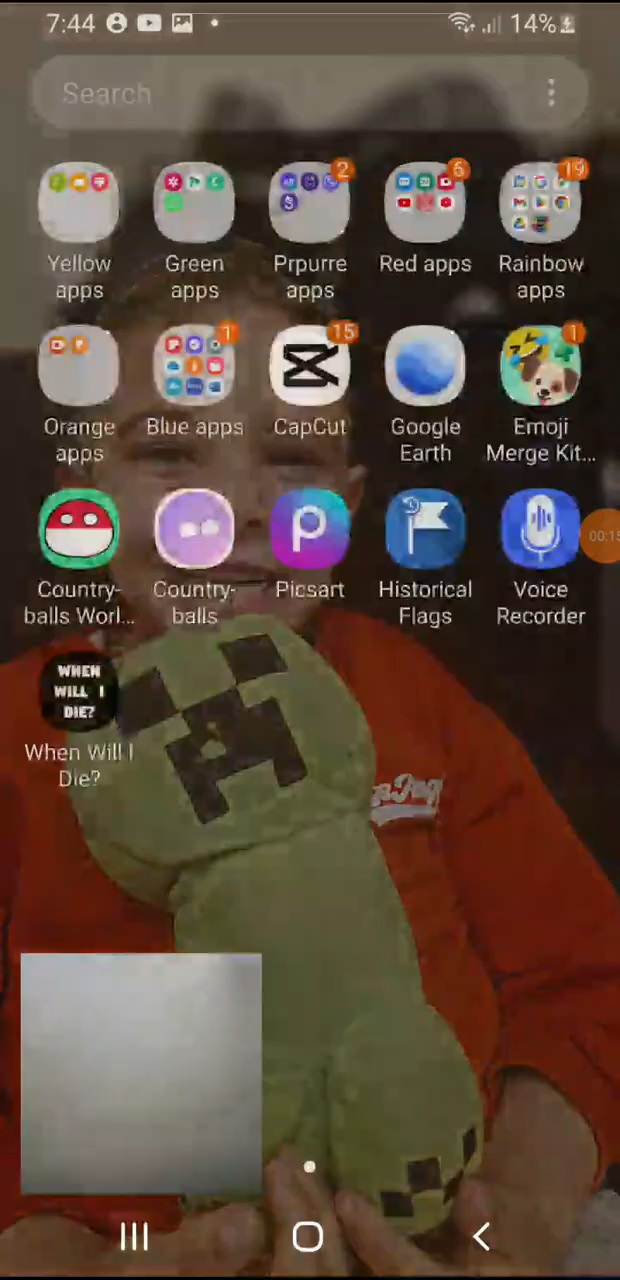 7:44
14%
Search
2
6
19
Yellow apps
Green apps
Prpurre apps
Red apps
Rainbow apps
1
15
1
Orange apps
Blue apps
CapCut
Google Earth
Emoji Merge Kit...
00:15
Country-balls Worl...
Country-balls
Picsart
Historical Flags
Voice Recorder
WHEN
WILL I
DIE?
When Will I Die?